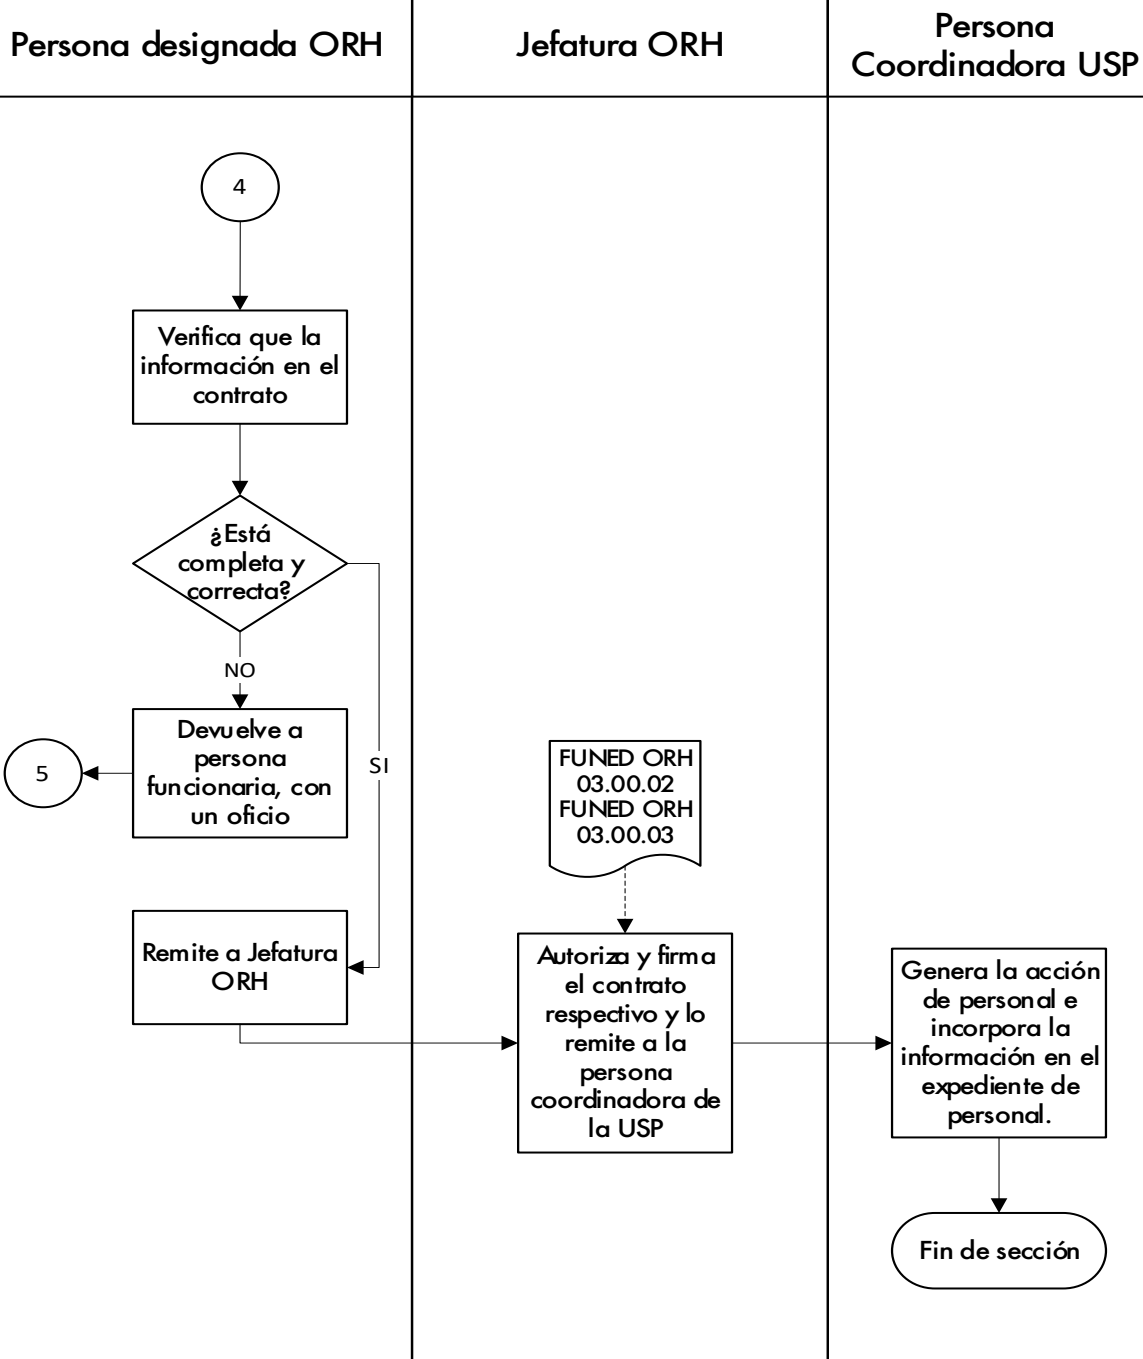 Persona designada ORH
Jefatura ORH
Persona
Coordinadora USP
4
Verifica que la
información en el
contrato
¿Está
completa y
correcta?
NO
SI
Devuelve a
persona
funcionaria, con
un oficio
5
Remite a Jefatura
ORH
FUNED ORH
03.00.02
FUNED ORH
03.00.03
Autoriza y firma
el contrato
respectivo y lo
remite a la
persona
coordinadora de
la USP
Genera la acción
de personal e
incorpora la
información en el
expediente de
personal.
Fin de sección